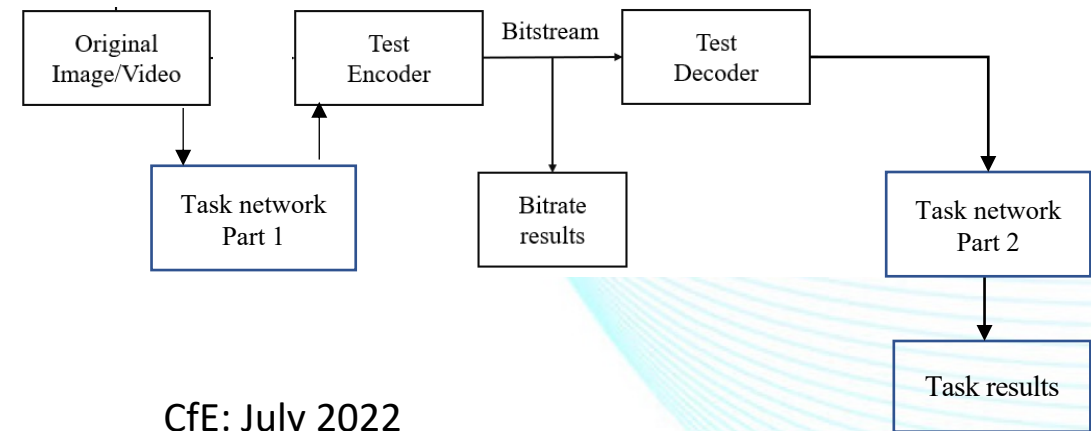 Original
Image/Video
Test
Encoder
Bitstream
Test
Decoder
Task network
Part 1
Bitrate
results
Task network
Part 2
Task results
CfE: July 2022